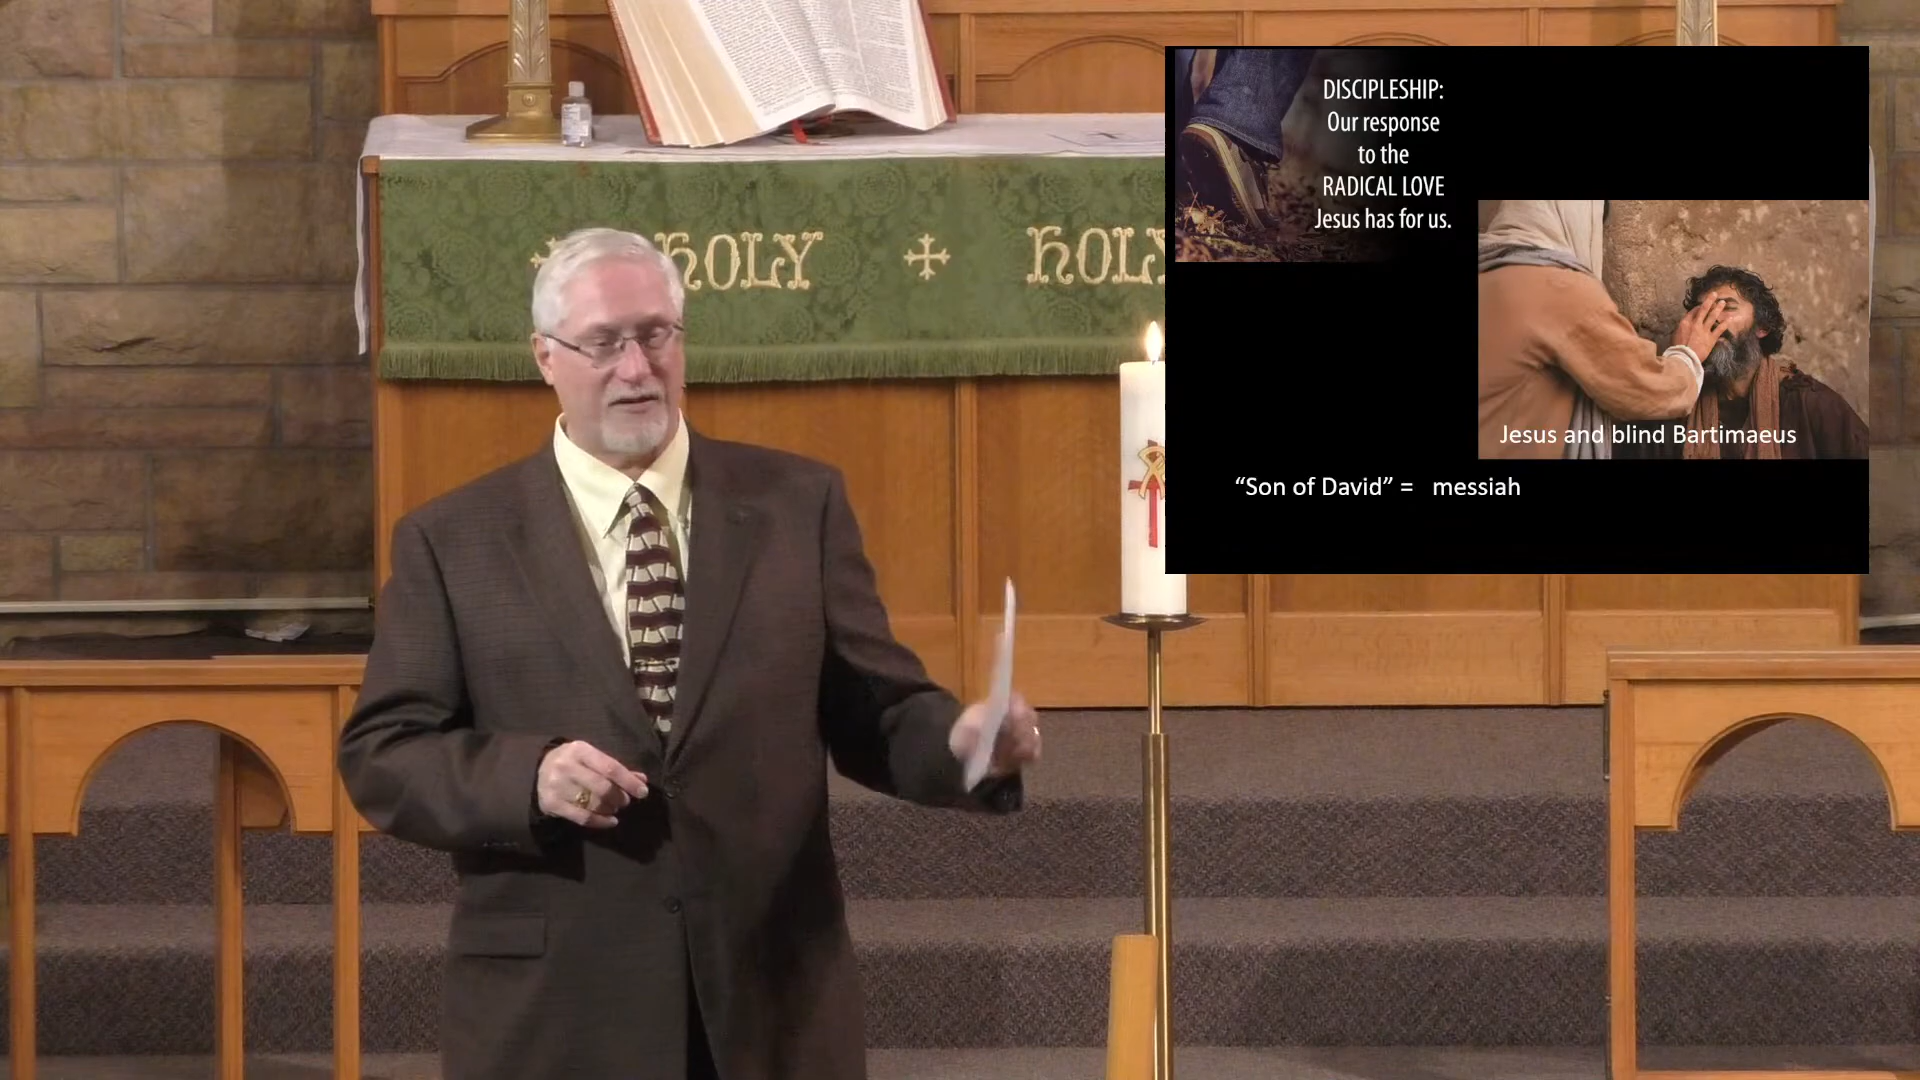 DISCIPLESHIP:
Our response
to the
RADICAL LOVE
Jesus has for us.
Jesus and blind Bartimaeus
“Son of David” = messiah
HOLY
HOLY